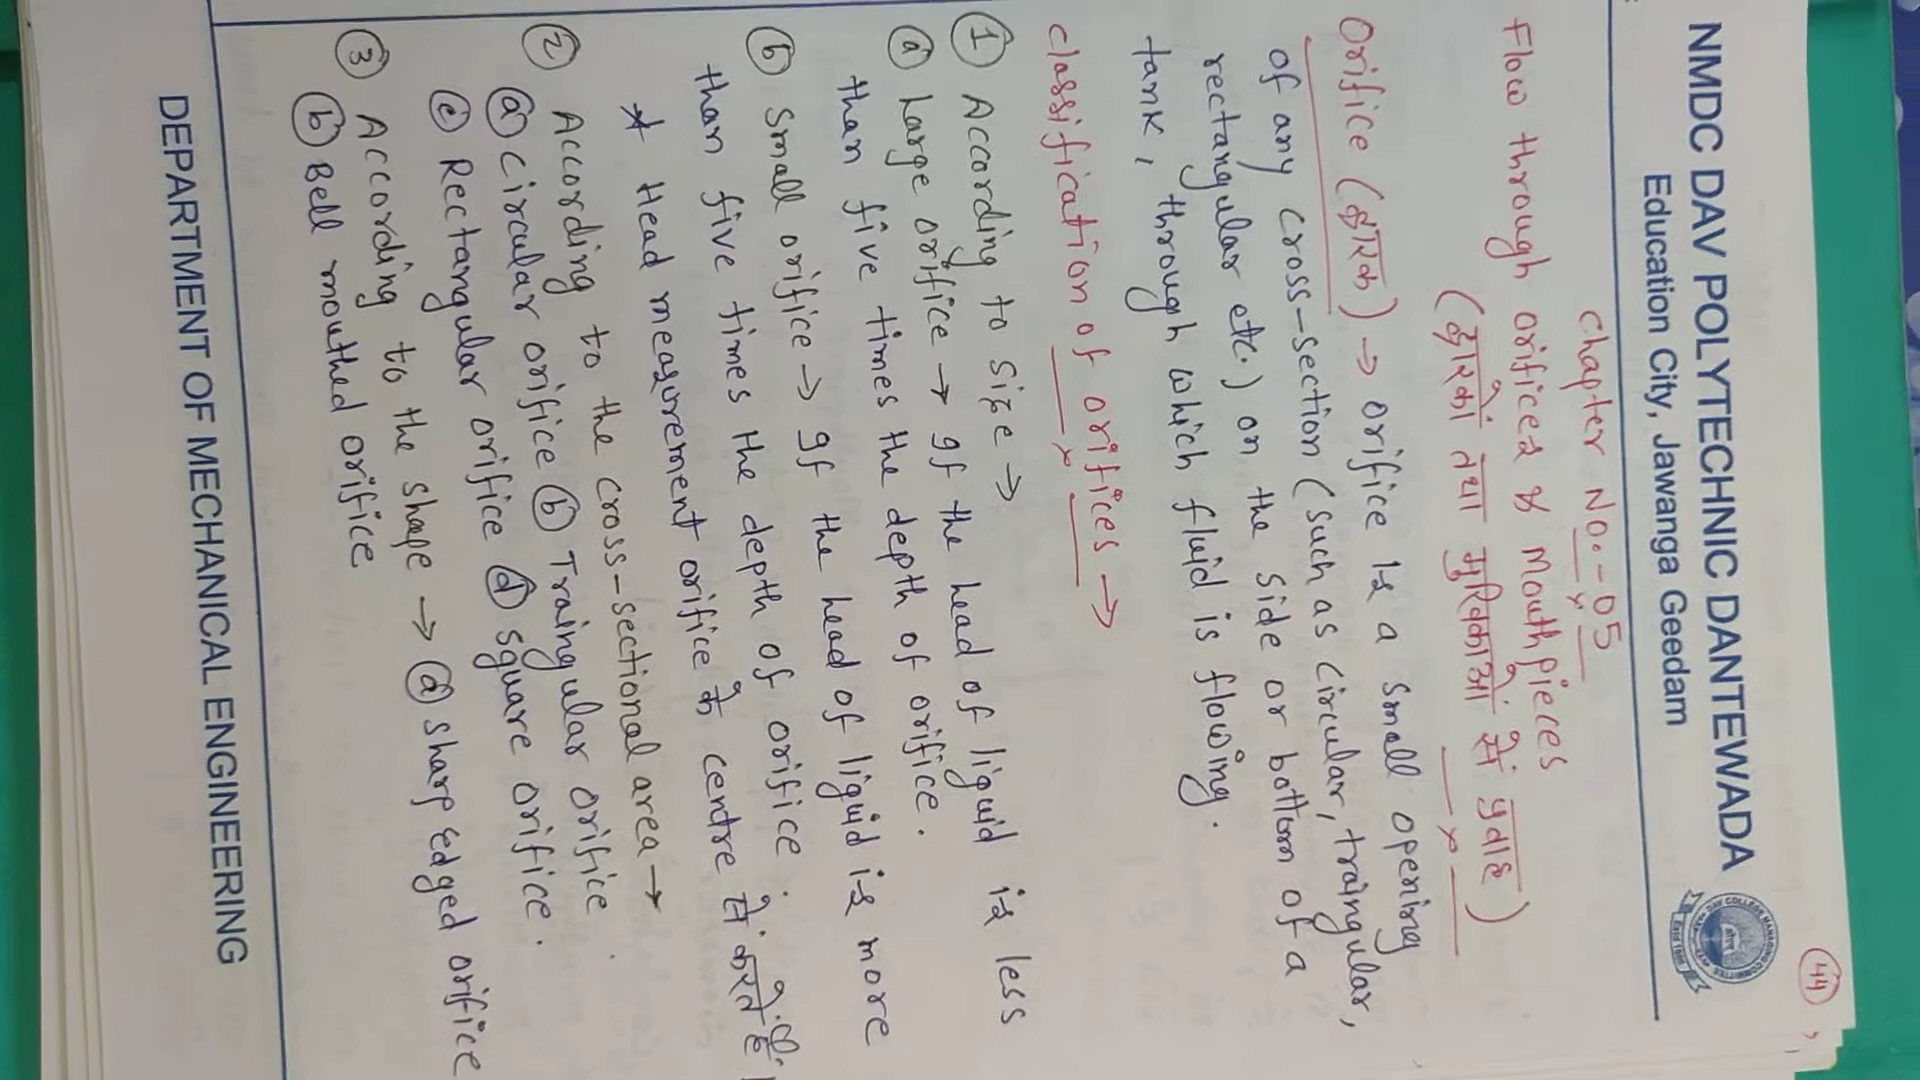 44
NMDC DAV POLYTECHNIC DANTEWADA
Education City, Jawanga Geedam
Chapter No.-05
Flow through orifices & Mouthpieces
(द्वारकों तथा मुखिकाओं से प्रवाह)
Orifice (द्वारक) → orifice is a small opening
of any cross-section (such as circular, traingular,
rectangular etc.) on the side or bottom of a
tank, through which fluid is flowing.
classification of orifices →
① According to size →
ⓐ Large orifice → If the head of liquid is less
than five times the depth of orifice.
ⓑ Small orifice → If the head of liquid is more
than five times the depth of orifice.
* Head measurement orifice के centre से करते हैं।
② According to the cross-sectional area →
ⓐ circular orifice ⓑ Traingular orifice
ⓒ Rectangular orifice ⓓ square orifice.
③ According to the shape → ⓐ sharp edged orifice
ⓑ Bell mouthed orifice
DEPARTMENT OF MECHANICAL ENGINEERING